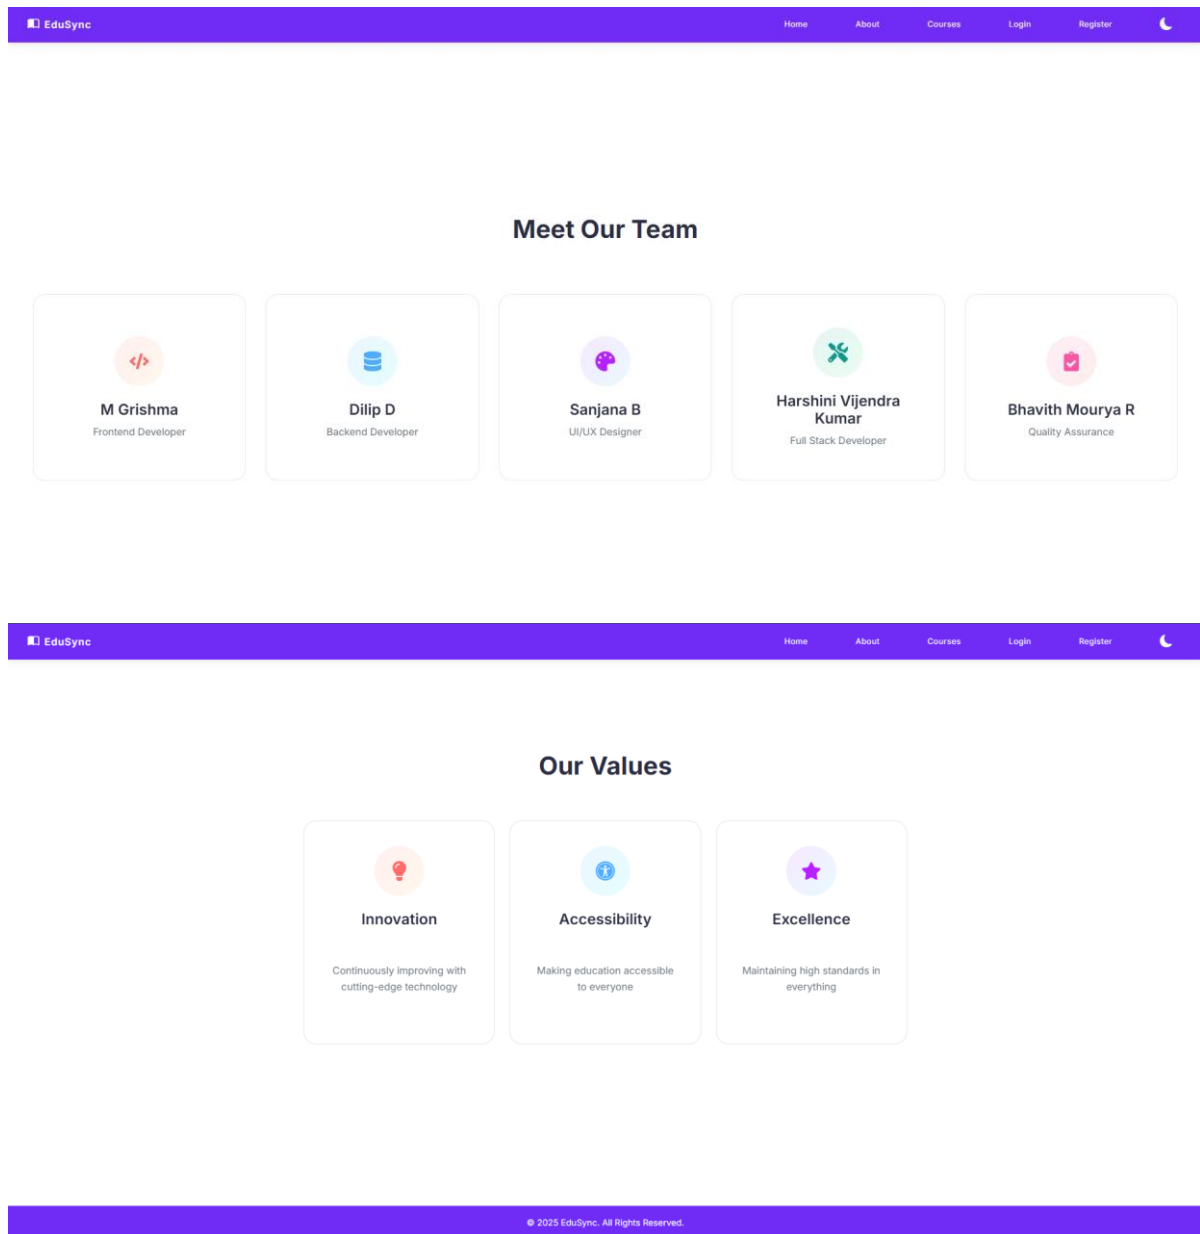 EduSync
Home About Courses Login Register
Meet Our Team
M Grishma
Frontend Developer
Dilip D
Backend Developer
Sanjana B
UI/UX Designer
Harshini Vijendra
Kumar
Full Stack Developer
Bhavith Mourya R
Quality Assurance
EduSync
Home About Courses Login Register
Our Values
Innovation
Continuously improving with
cutting-edge technology
Accessibility
Making education accessible
to everyone
Excellence
Maintaining high standards in
everything
© 2025 EduSync. All Rights Reserved.